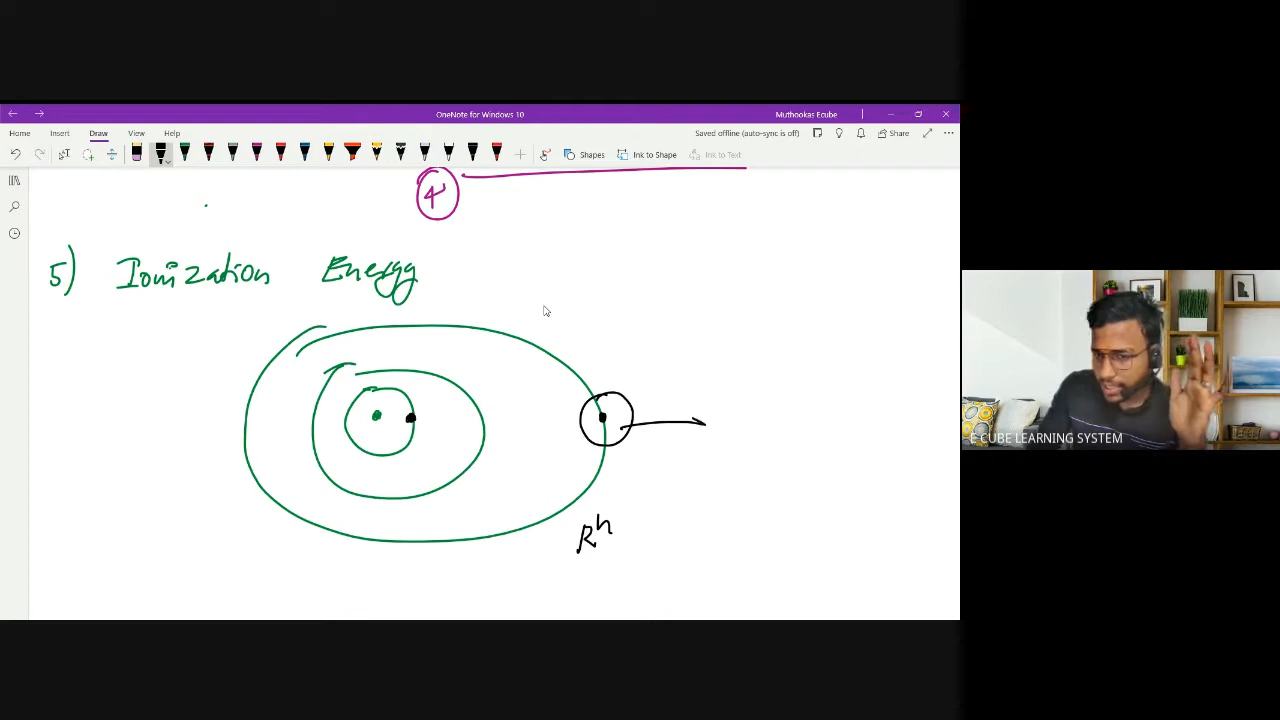 OneNote for Windows 10
Muthookas Ecube
Home Insert Draw View Help
Saved offline (auto-sync is off)
Share
Shapes
Ink to Shape
Ink to Text
4
5) Ionization Energy
Rh
E CUBE LEARNING SYSTEM